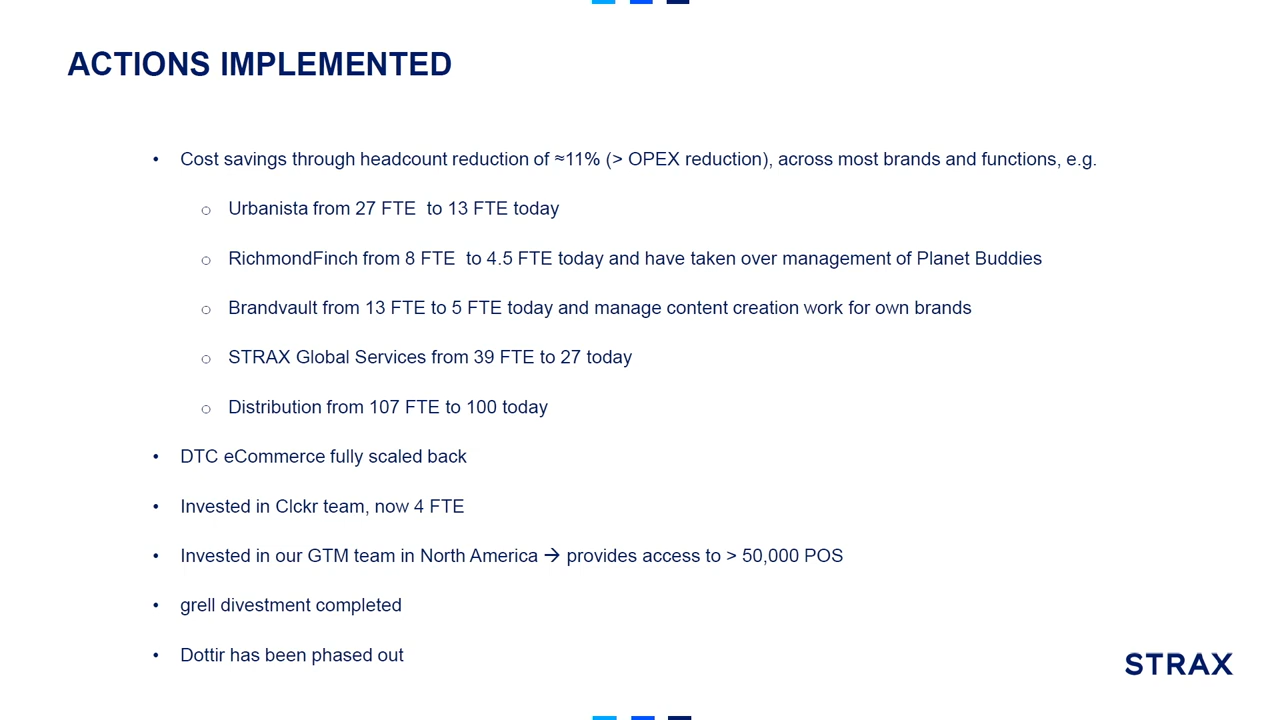 ACTIONS IMPLEMENTED
• Cost savings through headcount reduction of ≈11% (> OPEX reduction), across most brands and functions, e.g.
o Urbanista from 27 FTE  to 13 FTE today
o RichmondFinch from 8 FTE  to 4.5 FTE today and have taken over management of Planet Buddies
o Brandvault from 13 FTE to 5 FTE today and manage content creation work for own brands
o STRAX Global Services from 39 FTE to 27 today
o Distribution from 107 FTE to 100 today
• DTC eCommerce fully scaled back
• Invested in Clckr team, now 4 FTE
• Invested in our GTM team in North America → provides access to > 50,000 POS
• grell divestment completed
• Dottir has been phased out
STRAX